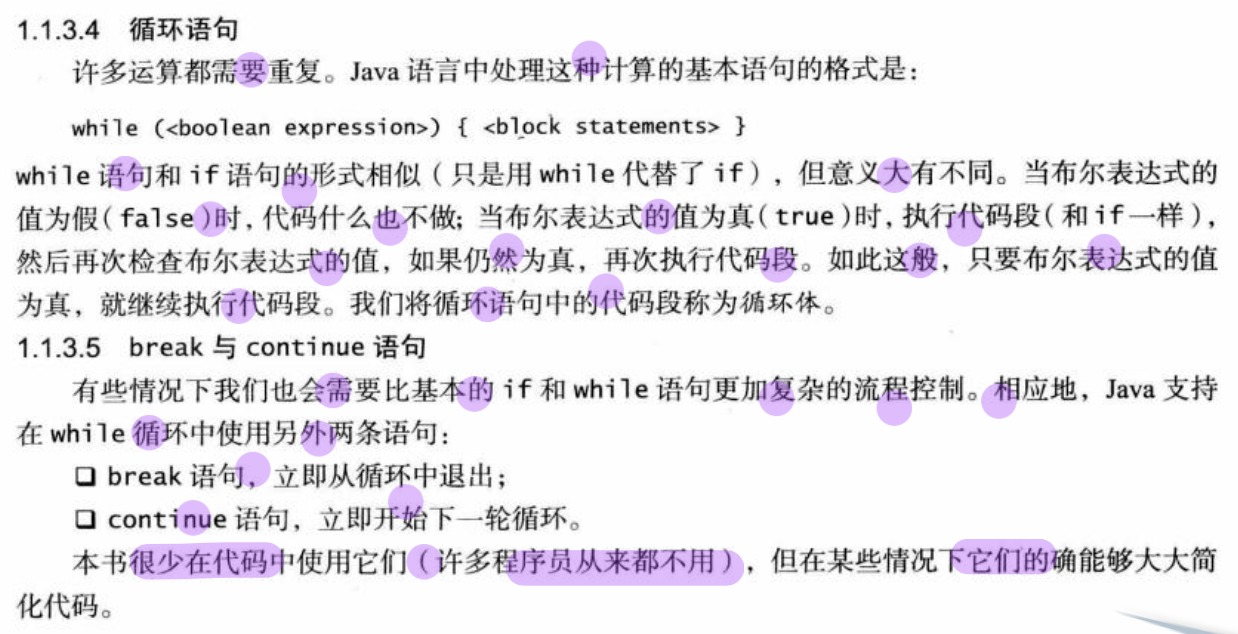 1.1.3.4 循环语句
许多运算都需要重复。Java 语言中处理这种计算的基本语句的格式是：
while (<boolean expression>) { <block statements> }
while 语句和 if 语句的形式相似（只是用 while 代替了 if），但意义大有不同。当布尔表达式的
值为假（false）时，代码什么也不做；当布尔表达式的值为真（true）时，执行代码段（和 if 一样），
然后再次检查布尔表达式的值，如果仍然为真，再次执行代码段。如此这般，只要布尔表达式的值
为真，就继续执行代码段。我们将循环语句中的代码段称为循环体。
1.1.3.5 break 与 continue 语句
有些情况下我们也会需要比基本的 if 和 while 语句更加复杂的流程控制。相应地，Java 支持
在 while 循环中使用另外两条语句：
❑ break 语句，立即从循环中退出；
❑ continue 语句，立即开始下一轮循环。
本书很少在代码中使用它们（许多程序员从来都不用），但在某些情况下它们的确能够大大简
化代码。